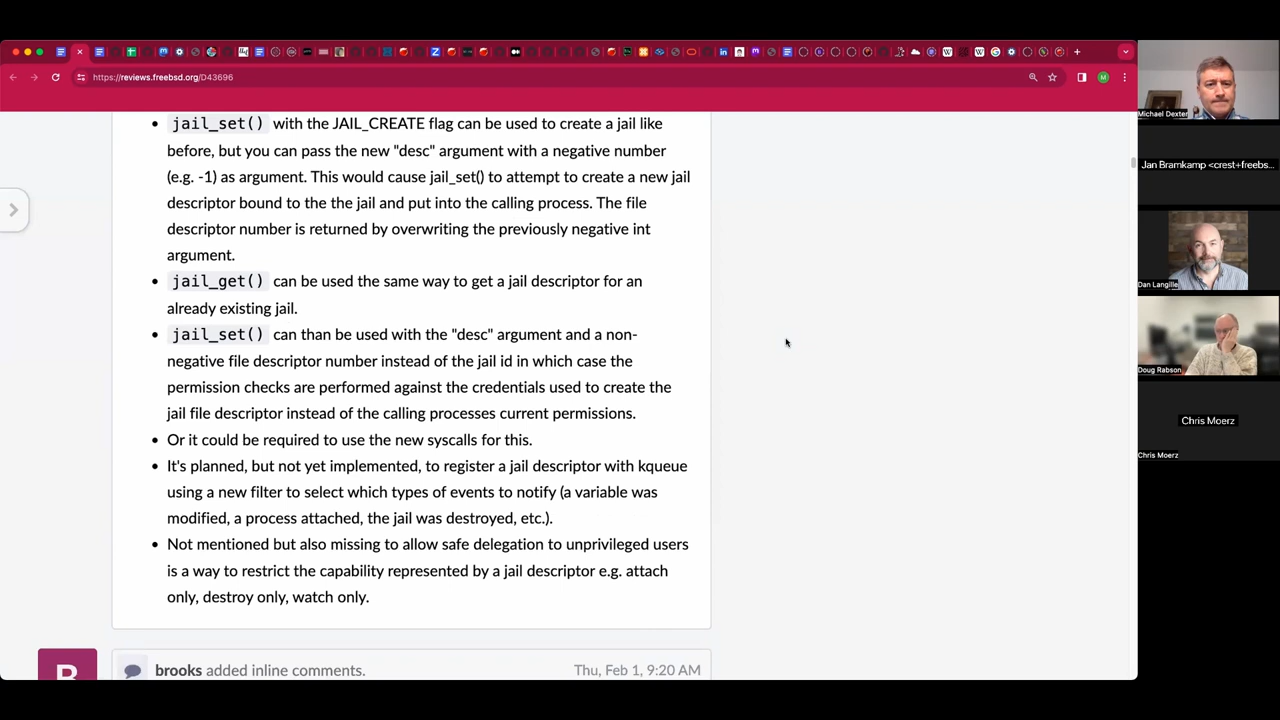 https://reviews.freebsd.org/D43696
jail_set() with the JAIL_CREATE flag can be used to create a jail like
before, but you can pass the new "desc" argument with a negative number
(e.g. -1) as argument. This would cause jail_set() to attempt to create a new jail
descriptor bound to the the jail and put into the calling process. The file
descriptor number is returned by overwriting the previously negative int
argument.
jail_get() can be used the same way to get a jail descriptor for an
already existing jail.
jail_set() can than be used with the "desc" argument and a non-
negative file descriptor number instead of the jail id in which case the
permission checks are performed against the credentials used to create the
jail file descriptor instead of the calling processes current permissions.
Or it could be required to use the new syscalls for this.
It's planned, but not yet implemented, to register a jail descriptor with kqueue
using a new filter to select which types of events to notify (a variable was
modified, a process attached, the jail was destroyed, etc.).
Not mentioned but also missing to allow safe delegation to unprivileged users
is a way to restrict the capability represented by a jail descriptor e.g. attach
only, destroy only, watch only.
brooks added inline comments.
Thu, Feb 1, 9:20 AM
Michael Dexter
Jan Bramkamp <crest+freebs...
Dan Langille
Doug Rabson
Chris Moerz
Chris Moerz